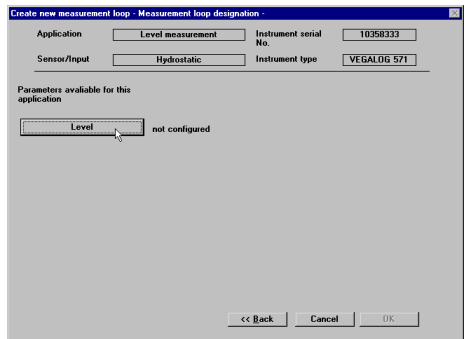 Create new measurement loop - Measurement loop designation -
Application Level measurement Instrument serial No. 10358333
Sensor/Input Hydrostatic Instrument type VEGALOG 571
Parameters avaliable for this
application
Level not configured
<< Back Cancel OK